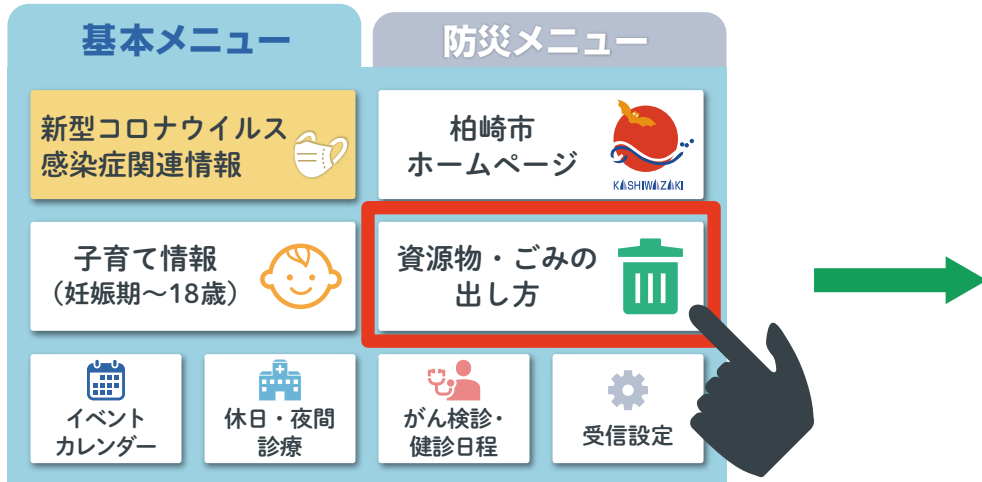 基本メニュー
防災メニュー
新型コロナウイルス
感染症関連情報
柏崎市
ホームページ
KASHIWAZAKI
子育て情報
(妊娠期～18歳)
資源物・ごみの
出し方
イベント
カレンダー
休日・夜間
診療
がん検診・
健診日程
受信設定